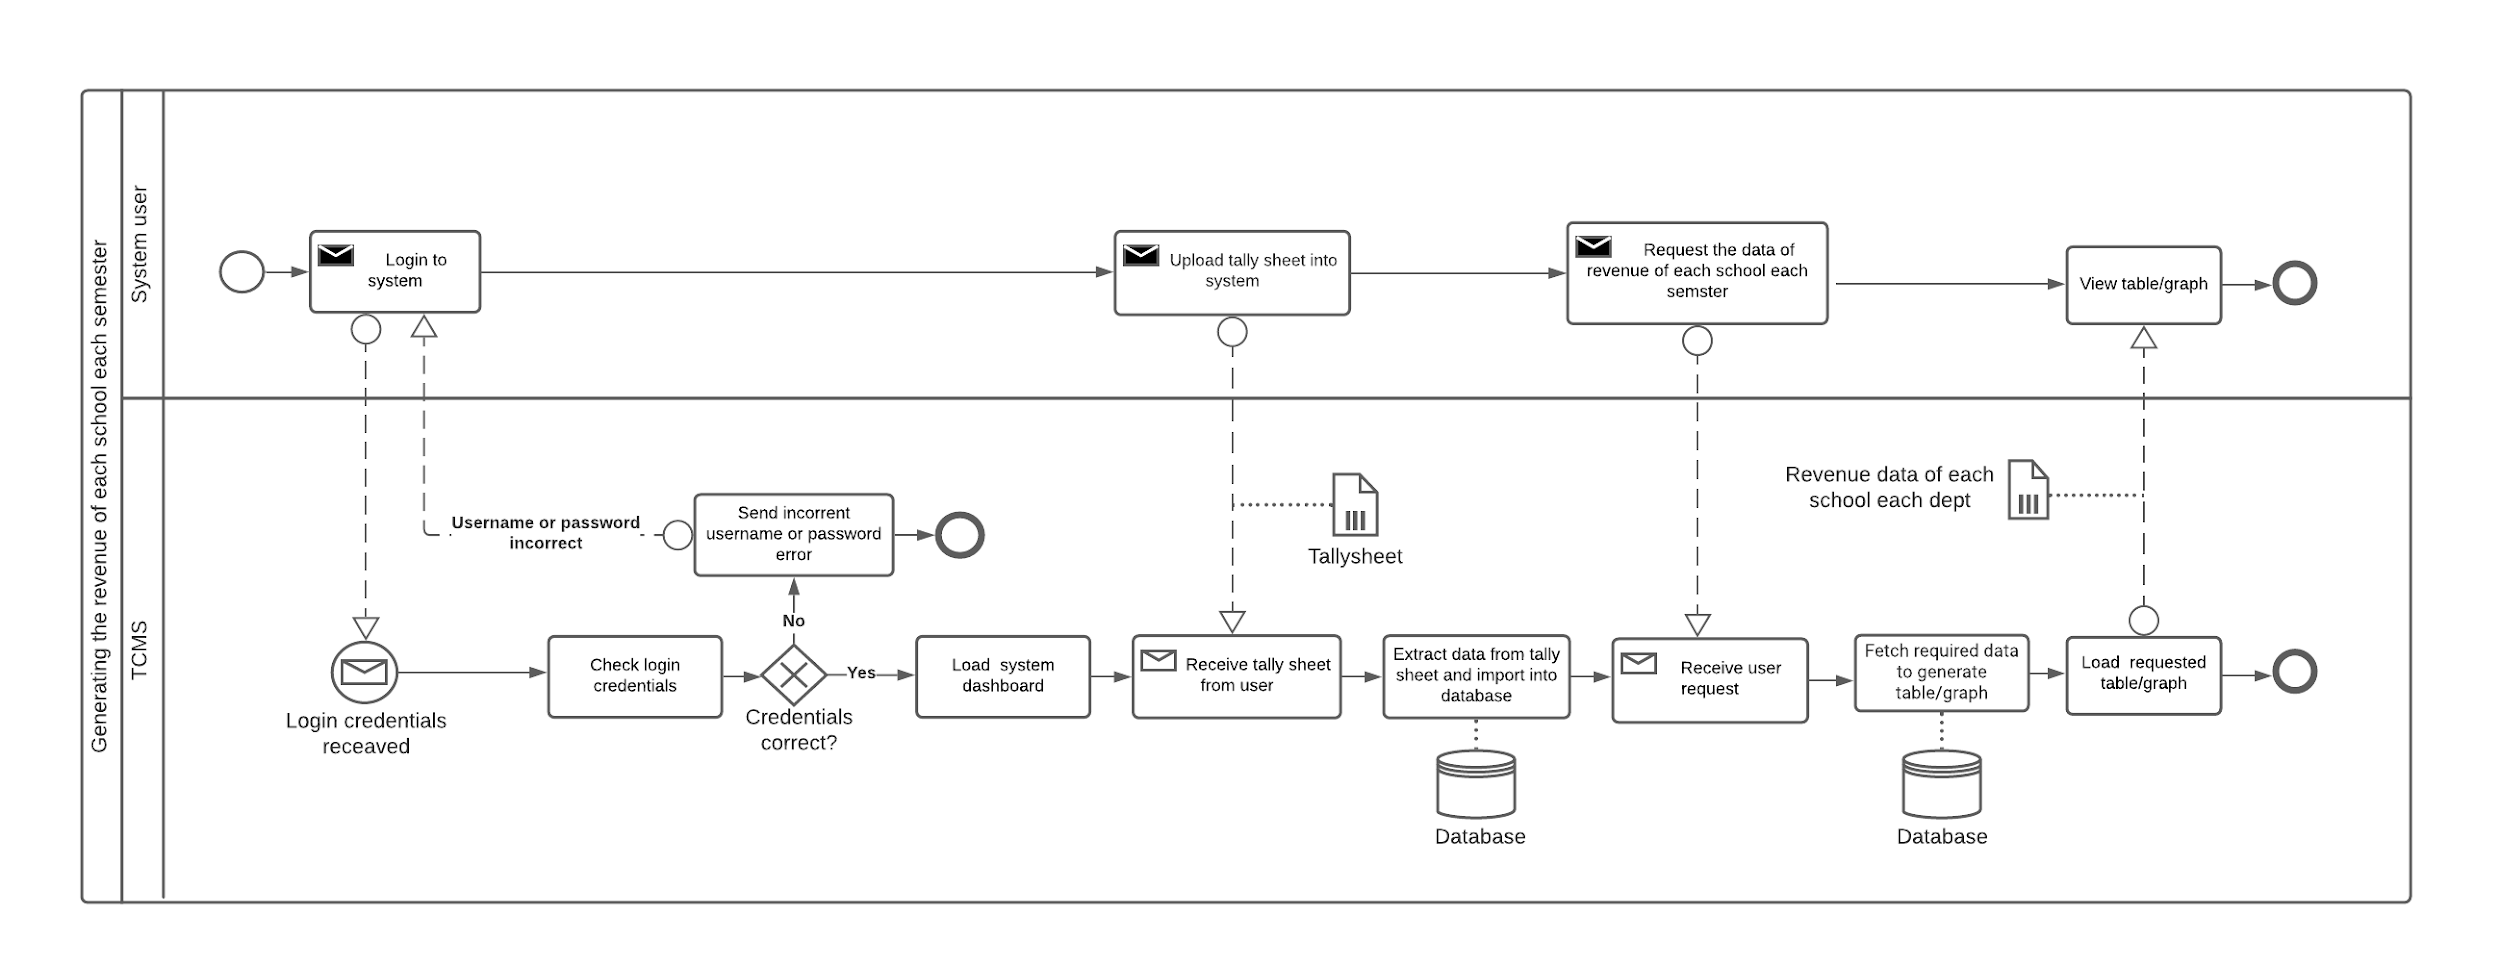 Generating the revenue of each school each semester
System user
Login to
system
Upload tally sheet into
system
Request the data of
revenue of each school each
semster
View table/graph
TCMS
Username or password
incorrect
Send incorrent
username or password
error
Tallysheet
Revenue data of each
school each dept
No
Login credentials
receaved
Check login
credentials
Credentials
correct?
Yes
Load system
dashboard
Receive tally sheet
from user
Extract data from tally
sheet and import into
database
Database
Receive user
request
Fetch required data
to generate
table/graph
Database
Load requested
table/graph